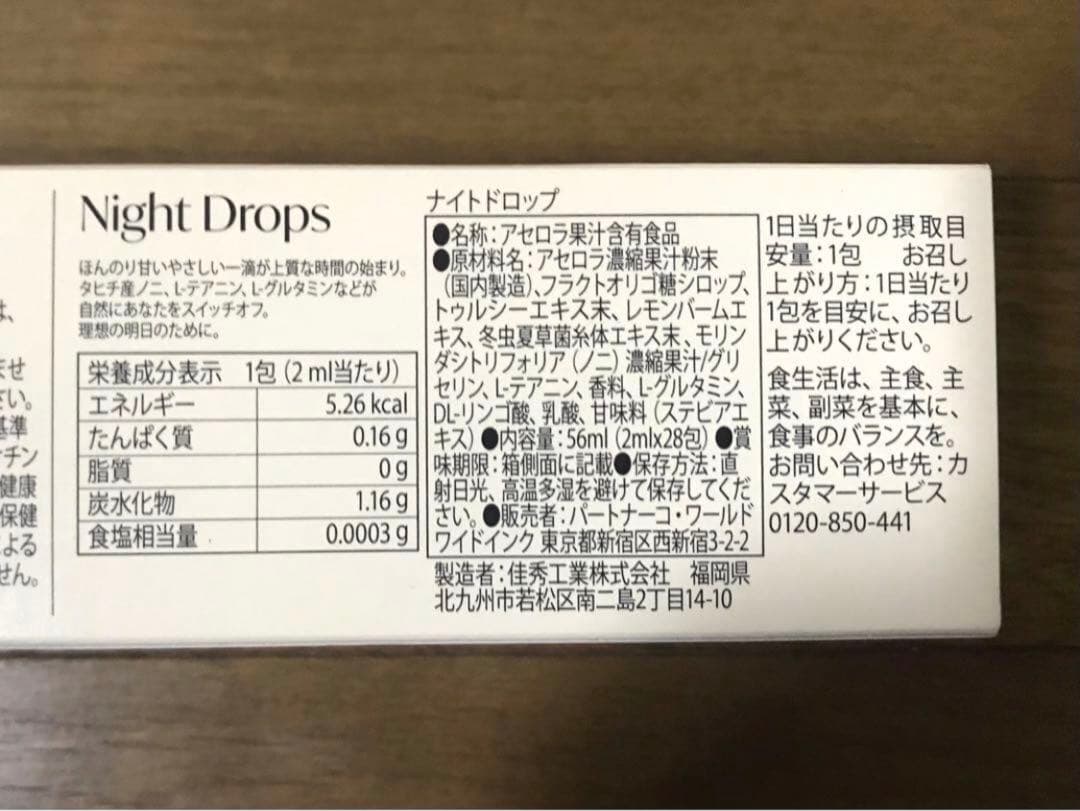 は、
ませ
さい。
基準
チン
健康
保健
よる
せん。
Night Drops
ほんのり甘いやさしい一滴が上質な時間の始まり。
タヒチ産ノニ、L-テアニン、L-グルタミンなどが
自然にあなたをスイッチオフ。
理想の明日のために。
栄養成分表示 1包(2 ml当たり)
エネルギー 5.26 kcal
たんぱく質 0.16 g
脂質 0 g
炭水化物 1.16 g
食塩相当量 0.0003 g
ナイトドロップ
●名称:アセロラ果汁含有食品
●原材料名:アセロラ濃縮果汁粉末
(国内製造)、フラクトオリゴ糖シロップ、
トゥルシーエキス末、レモンバームエ
キス、冬虫夏草菌糸体エキス末、モリン
ダシトリフォリア(ノニ)濃縮果汁/グリ
セリン、L-テアニン、香料、L-グルタミン、
DL-リンゴ酸、乳酸、甘味料(ステビアエ
キス)●内容量:56ml(2mlx28包)●賞
味期限:箱側面に記載●保存方法:直
射日光、高温多湿を避けて保存してくだ
さい。●販売者:パートナーコ・ワールド
ワイドインク 東京都新宿区西新宿3-2-2
製造者:佳秀工業株式会社 福岡県
北九州市若松区南二島2丁目14-10
1日当たりの摂取目
安量:1包 お召し
上がり方:1日当たり
1包を目安に、お召し
上がりください。
食生活は、主食、主
菜、副菜を基本に、
食事のバランスを。
お問い合わせ先:カ
スタマーサービス
0120-850-441